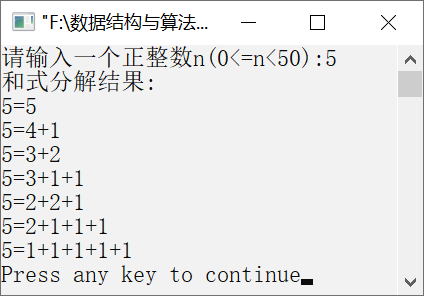 "F:\数据结构与算法...
请输入一个正整数n(0<=n<50):5
和式分解结果:
5=5
5=4+1
5=3+2
5=3+1+1
5=2+2+1
5=2+1+1+1
5=1+1+1+1+1
Press any key to continue